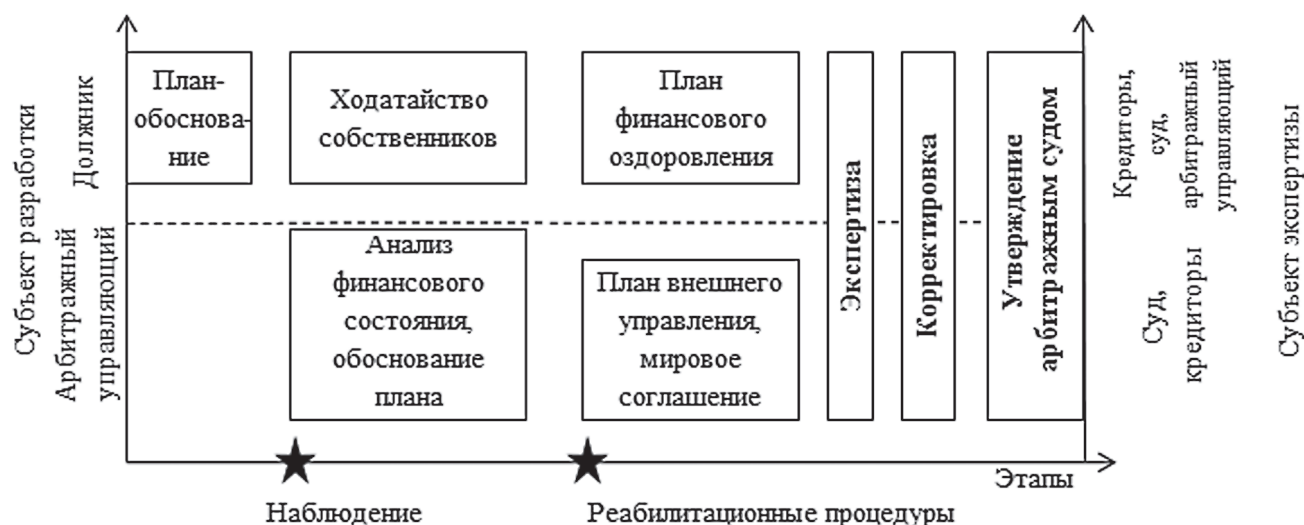 Субъект разработки
Должник
Арбитражный
управляющий
План-
обоснова-
ние
Ходатайство
собственников
План
финансового
оздоровления
Анализ
финансового
состояния,
обоснование
плана
План внешнего
управления,
мировое
соглашение
Экспертиза
Корректировка
Утверждение
арбитражным судом
Кредиторы,
суд,
арбитражный
управляющий
Суд,
кредиторы
Субъект экспертизы
Этапы
Наблюдение
Реабилитационные процедуры